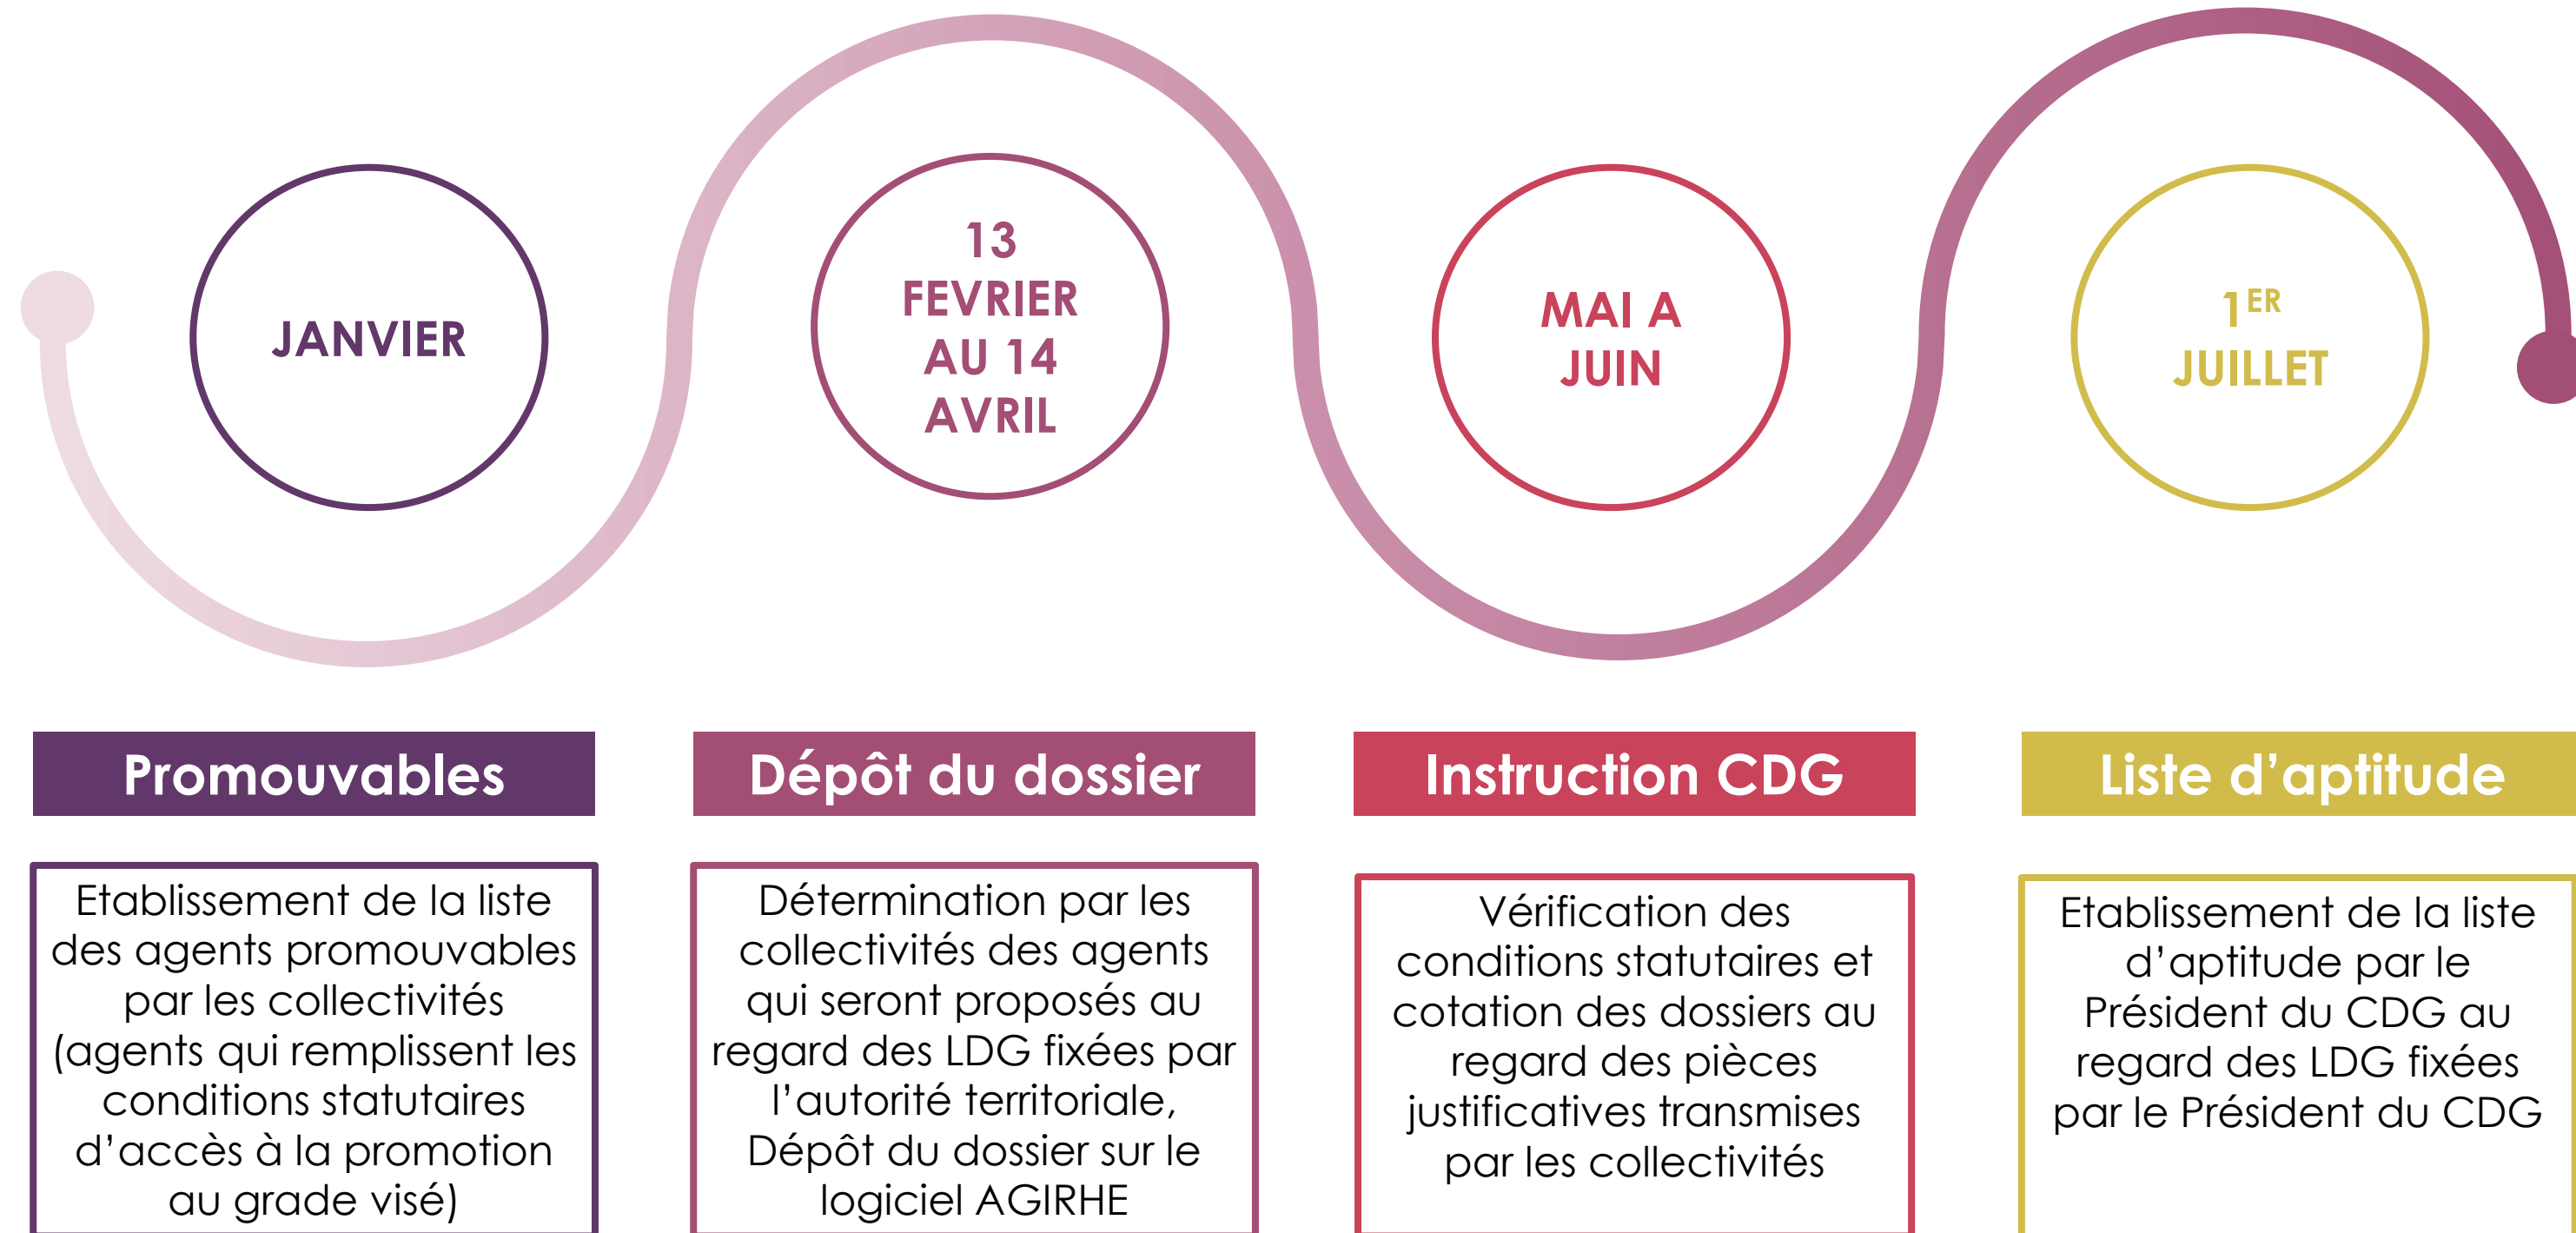 JANVIER
13
FEVRIER
AU 14
AVRIL
MAI A
JUIN
1ER
JUILLET
Promouvables
Dépôt du dossier
Instruction CDG
Liste d’aptitude
Etablissement de la liste
des agents promouvables
par les collectivités
(agents qui remplissent les
conditions statutaires
d’accès à la promotion
au grade visé)
Détermination par les
collectivités des agents
qui seront proposés au
regard des LDG fixées par
l’autorité territoriale,
Dépôt du dossier sur le
logiciel AGIRHE
Vérification des
conditions statutaires et
cotation des dossiers au
regard des pièces
justificatives transmises
par les collectivités
Etablissement de la liste
d’aptitude par le
Président du CDG au
regard des LDG fixées
par le Président du CDG